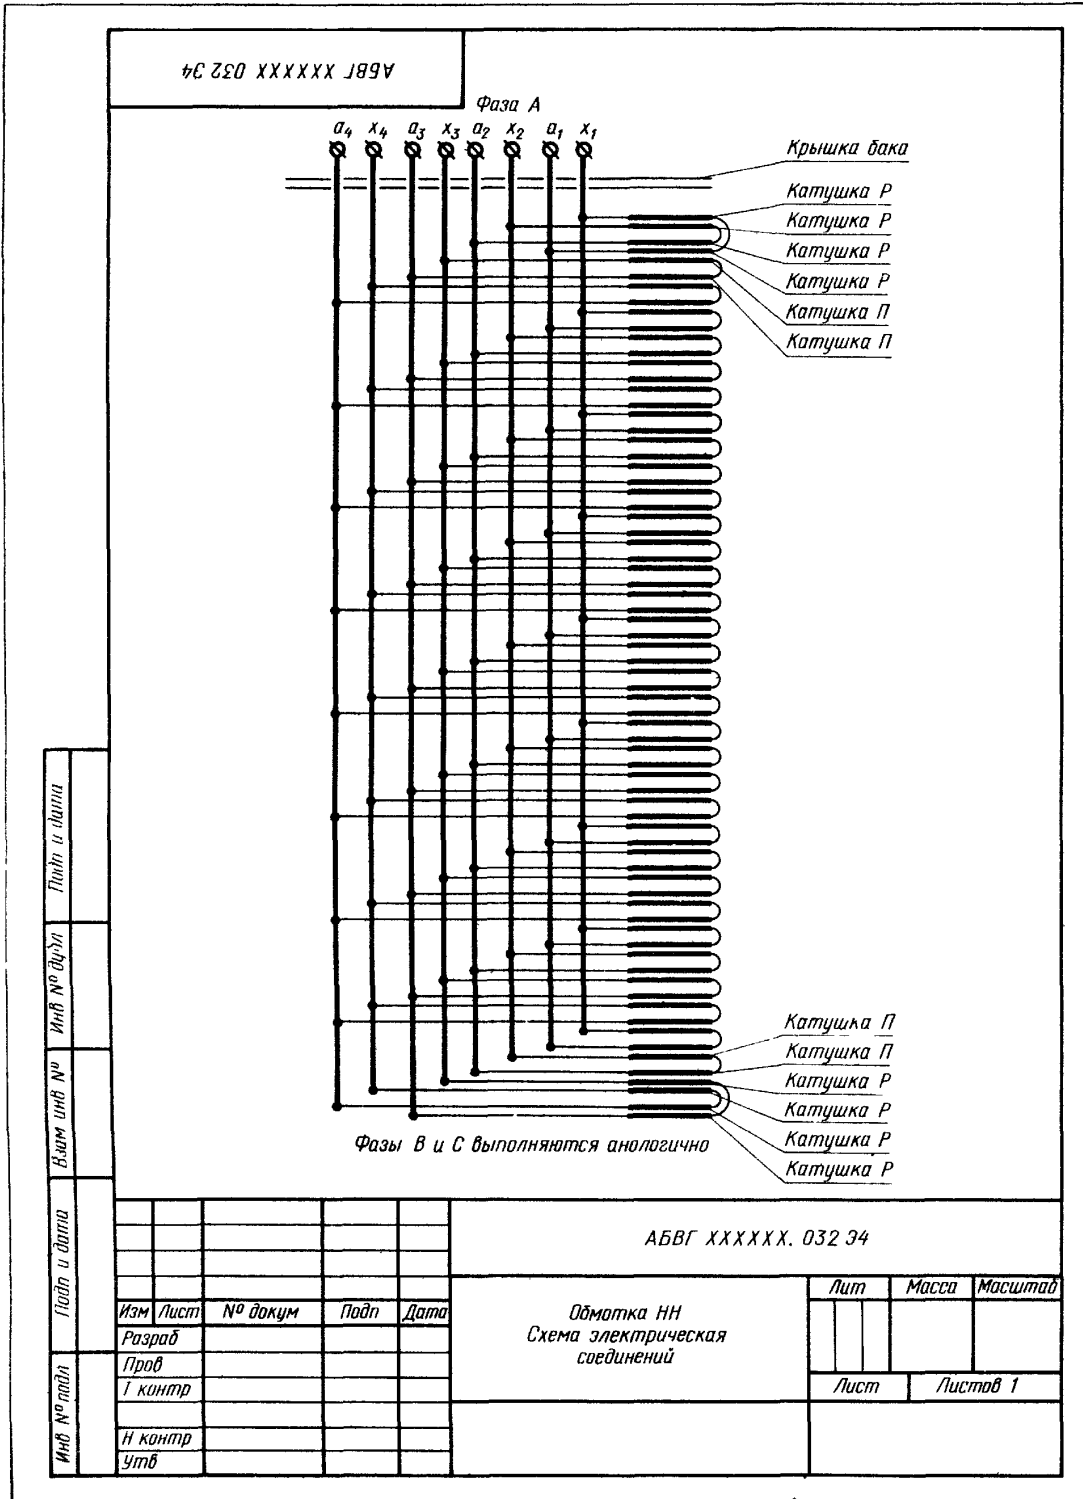 АБВГ XXXXXX 032 Э4
Фаза А
a4 x4 a3 x3 a2 x2 a1 x1
Крышка бака
Катушка Р
Катушка Р
Катушка Р
Катушка Р
Катушка П
Катушка П
Катушка П
Катушка П
Катушка Р
Катушка Р
Катушка Р
Катушка Р
Фазы В и С выполняются анологично
Подп и дата
Инв № дубл
Взам инв №
Подп и дата
Инв № подл
АБВГ XXXXXX. 032 Э4
Изм Лист № докум Подп Дата
Разраб
Пров
Т контр
Н контр
Утв
Обмотка НН
Схема электрическая
соединений
Лит Масса Масштаб
Лист Листов 1